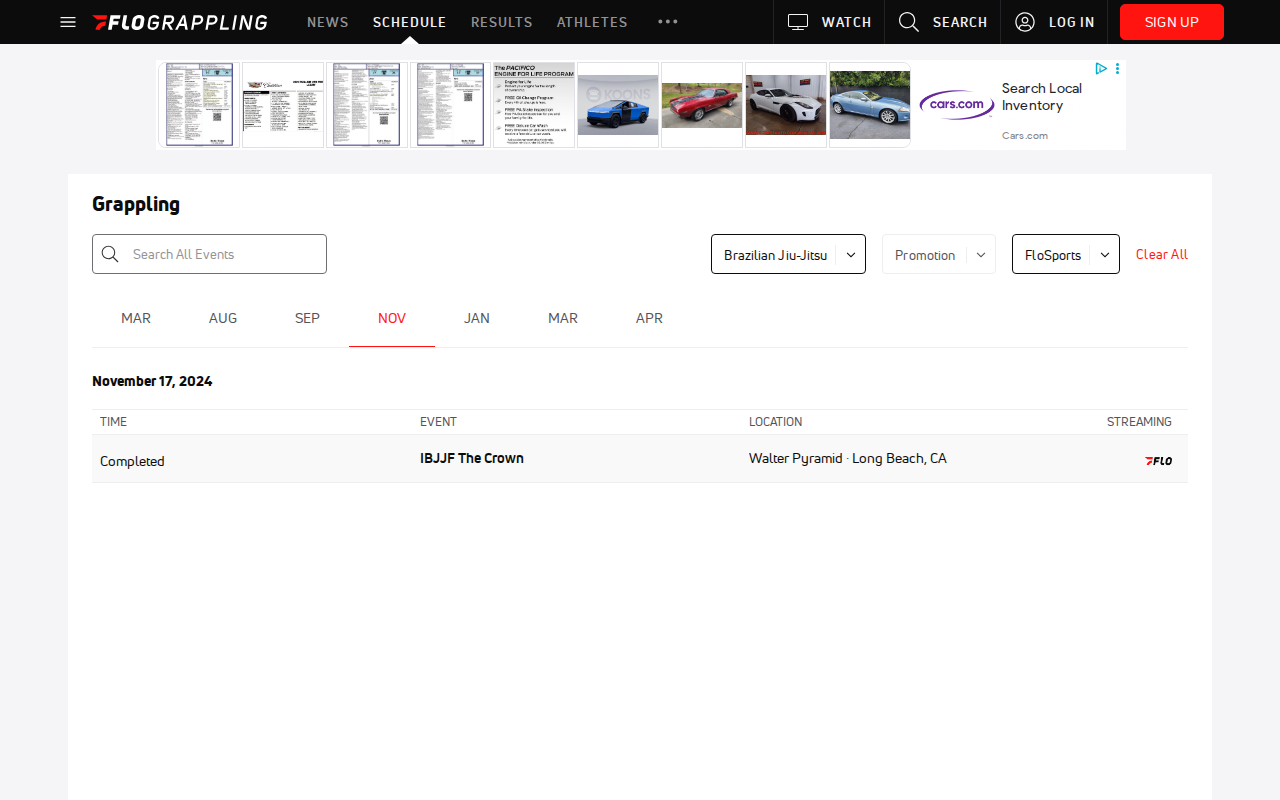 FLOGRAPPLING NEWS SCHEDULE RESULTS ATHLETES WATCH SEARCH LOG IN SIGN UP
The PACIFICO
ENGINE FOR LIFE PROGRAM
cars.com
Search Local
Inventory
Cars.com
Grappling
Search All Events Brazilian Jiu-Jitsu Promotion FloSports Clear All
MAR AUG SEP NOV JAN MAR APR
November 17, 2024
TIME EVENT LOCATION STREAMING
Completed IBJJF The Crown Walter Pyramid · Long Beach, CA FLO